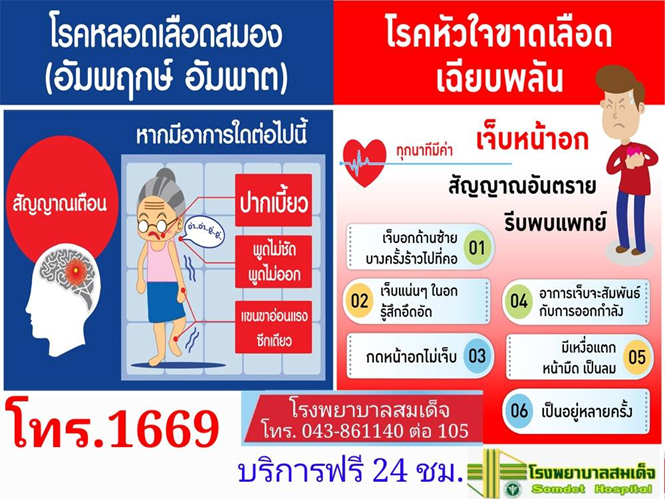 โรคหลอดเลือดสมอง
(อัมพฤกษ์ อัมพาต)
หากมีอาการใดต่อไปนี้
สัญญาณเตือน
ปากเบี้ยว
พูดไม่ชัด
พูดไม่ออก
แขนขาอ่อนแรง
ซีกเดียว
โรคหัวใจขาดเลือด
เฉียบพลัน
ทุกนาทีมีค่า
เจ็บหน้าอก
สัญญาณอันตราย
รีบพบแพทย์
เจ็บอกด้านซ้าย
บางครั้งร้าวไปที่คอ
01
02
เจ็บแน่นๆ ในอก
รู้สึกอึดอัด
กดหน้าอกไม่เจ็บ
03
04
อาการเจ็บจะสัมพันธ์
กับการออกกำลัง
มีเหงื่อแตก
หน้ามืด เป็นลม
05
06
เป็นอยู่หลายครั้ง
โทร.1669
โรงพยาบาลสมเด็จ
โทร. 043-861140 ต่อ 105
บริการฟรี 24 ชม.
โรงพยาบาลสมเด็จ
Somdet Hospital